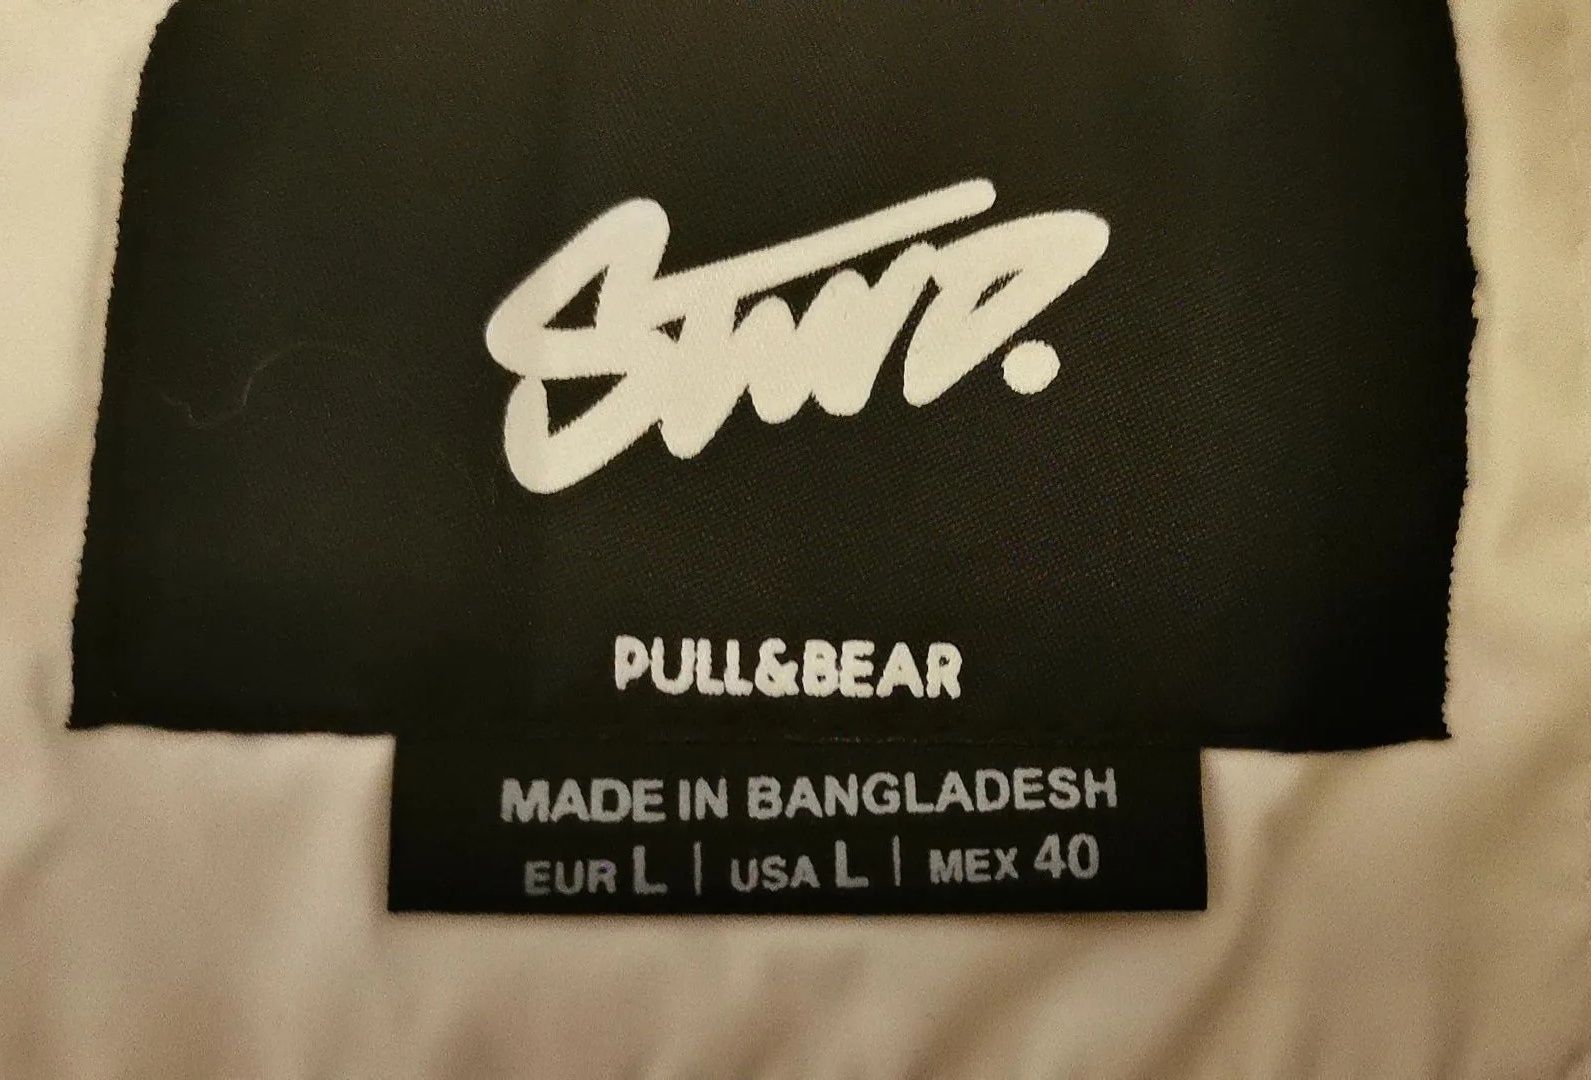 STWD.
PULL&BEAR
MADE IN BANGLADESH
EUR L | USA L | MEX 40